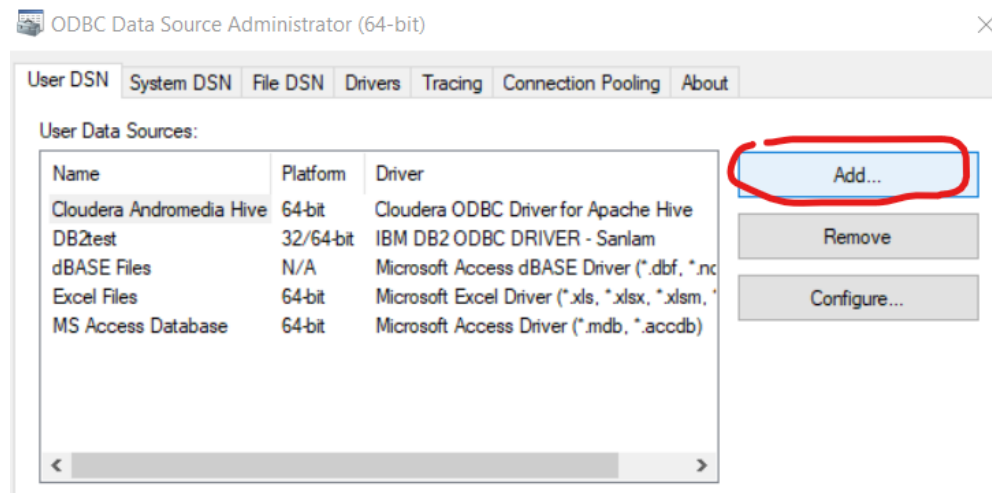 ODBC Data Source Administrator (64-bit)
User DSN System DSN File DSN Drivers Tracing Connection Pooling About
User Data Sources:
Name Platform Driver
Cloudera Andromedia Hive 64-bit Cloudera ODBC Driver for Apache Hive
DB2test 32/64-bit IBM DB2 ODBC DRIVER - Sanlam
dBASE Files N/A Microsoft Access dBASE Driver (*.dbf, *.nd
Excel Files 64-bit Microsoft Excel Driver (*.xls, *.xlsx, *.xlsm, *
MS Access Database 64-bit Microsoft Access Driver (*.mdb, *.accdb)
Add...
Remove
Configure...